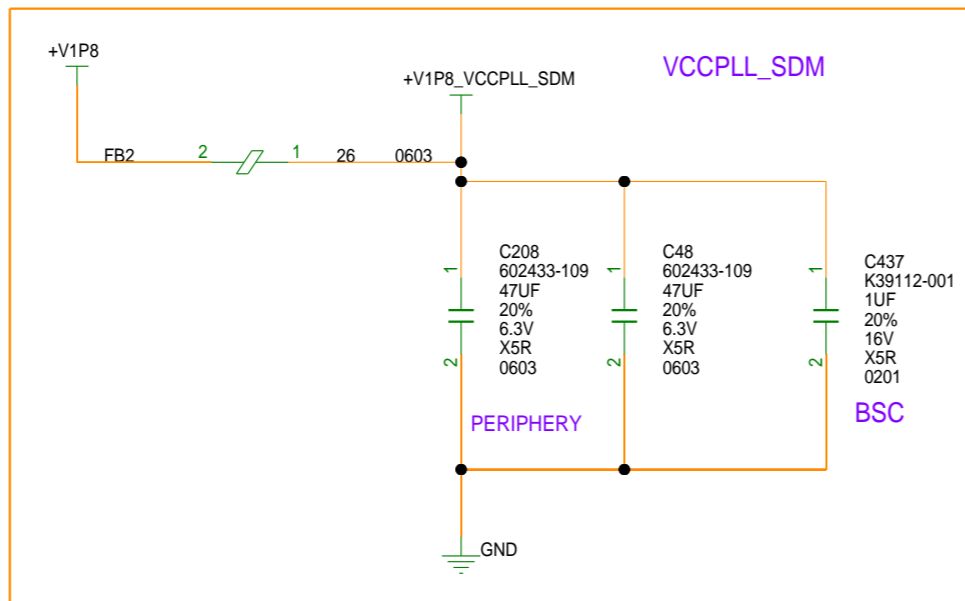 +V1P8
+V1P8_VCCPLL_SDM
VCCPLL_SDM
FB2 2 1 26 0603
1
C208
602433-109
47UF
20%
6.3V
X5R
0603
2
PERIPHERY
1
C48
602433-109
47UF
20%
6.3V
X5R
0603
2
1
C437
K39112-001
1UF
20%
16V
X5R
0201
2
BSC
GND